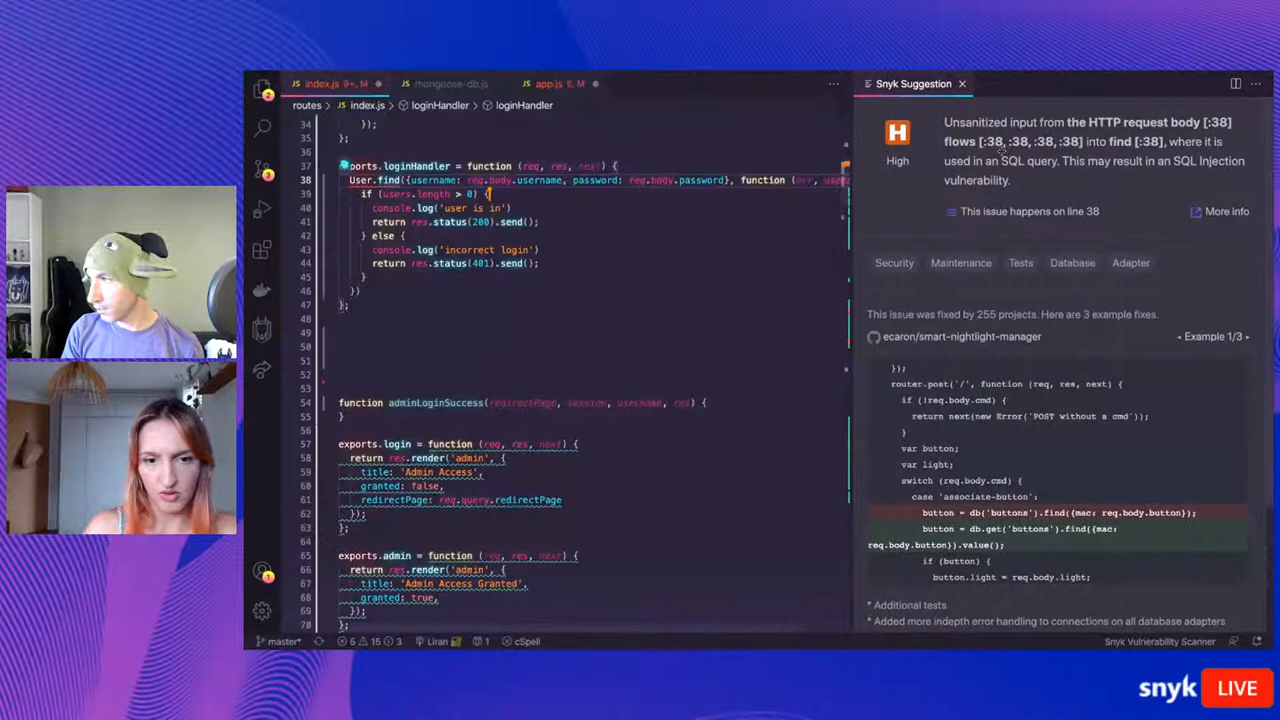 index.js 9+, M
mongoose-db.js
app.js 6, M
routes > index.js > loginHandler > loginHandler
34 });
35 };
36
37 ports.loginHandler = function (req, res, next) {
38 User.find({username: req.body.username, password: req.body.password}, function (err, users
39 if (users.length > 0) {
40 console.log('user is in')
41 return res.status(200).send();
42 } else {
43 console.log('incorrect login')
44 return res.status(401).send();
45 }
46 })
47 };
48
49
50
51
52
53
54 function adminLoginSuccess(redirectPage, session, username, res) {
55 }
56
57 exports.login = function (req, res, next) {
58 return res.render('admin', {
59 title: 'Admin Access',
60 granted: false,
61 redirectPage: req.query.redirectPage
62 });
63 };
64
65 exports.admin = function (req, res, next) {
66 return res.render('admin', {
67 title: 'Admin Access Granted',
68 granted: true,
69 });
70 };
2
3
1
master*
6 15 3
Liran
1
cSpell
Snyk Suggestion
H
High
Unsanitized input from the HTTP request body [:38]
flows [:38, :38, :38, :38] into find [:38], where it is
used in an SQL query. This may result in an SQL Injection
vulnerability.
This issue happens on line 38
More info
Security Maintenance Tests Database Adapter
This issue was fixed by 255 projects. Here are 3 example fixes.
ecaron/smart-nightlight-manager
Example 1/3
});
router.post('/', function (req, res, next) {
if (!req.body.cmd) {
return next(new Error('POST without a cmd'));
}
var button;
var light;
switch (req.body.cmd) {
case 'associate-button':
button = db('buttons').find({mac: req.body.button});
button = db.get('buttons').find({mac:
req.body.button}).value();
if (button) {
button.light = req.body.light;
* Additional tests
* Added more indepth error handling to connections on all database adapters
Snyk Vulnerability Scanner
snyk LIVE